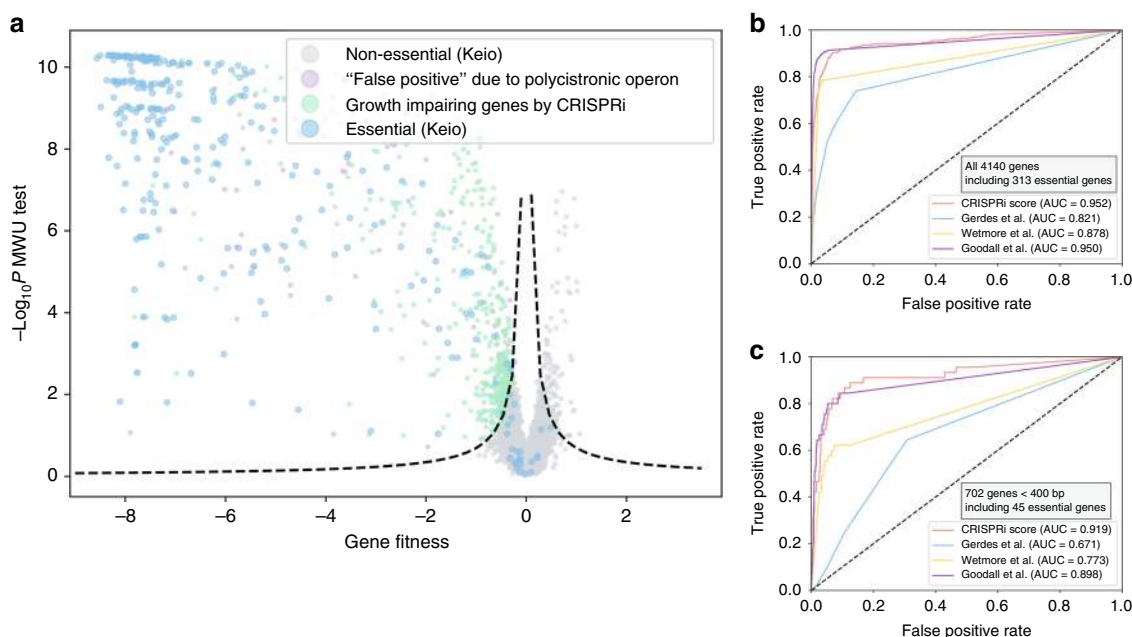 a
10
8
6
4
2
0
–Log10P MWU test
Non-essential (Keio)
“False positive” due to polycistronic operon
Growth impairing genes by CRISPRi
Essential (Keio)
–8
–6
–4
–2
0
2
Gene fitness
b
1.0
0.8
0.6
0.4
0.2
0.0
True positive rate
All 4140 genes
including 313 essential genes
CRISPRi score (AUC = 0.952)
Gerdes et al. (AUC = 0.821)
Wetmore et al. (AUC = 0.878)
Goodall et al. (AUC = 0.950)
0.0
0.2
0.4
0.6
0.8
1.0
False positive rate
c
1.0
0.8
0.6
0.4
0.2
0.0
True positive rate
702 genes < 400 bp
including 45 essential genes
CRISPRi score (AUC = 0.919)
Gerdes et al. (AUC = 0.671)
Wetmore et al. (AUC = 0.773)
Goodall et al. (AUC = 0.898)
0.0
0.2
0.4
0.6
0.8
1.0
False positive rate